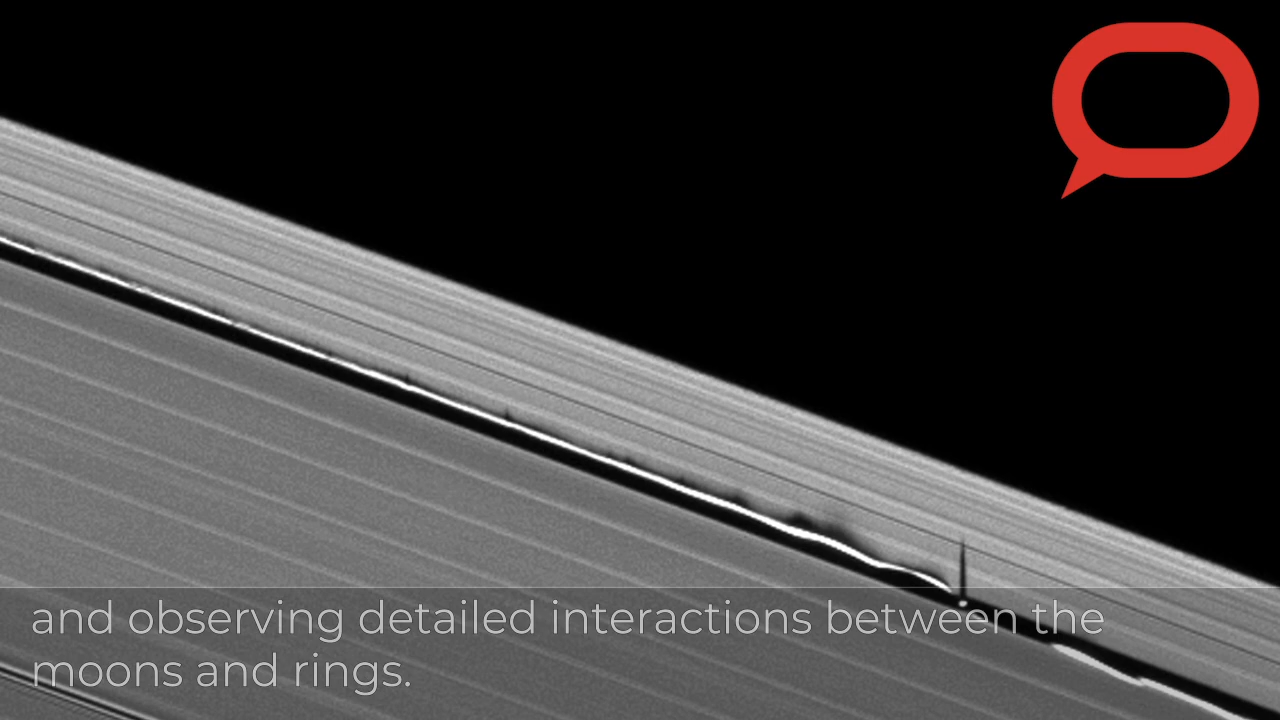 and observing detailed interactions between the
moons and rings.